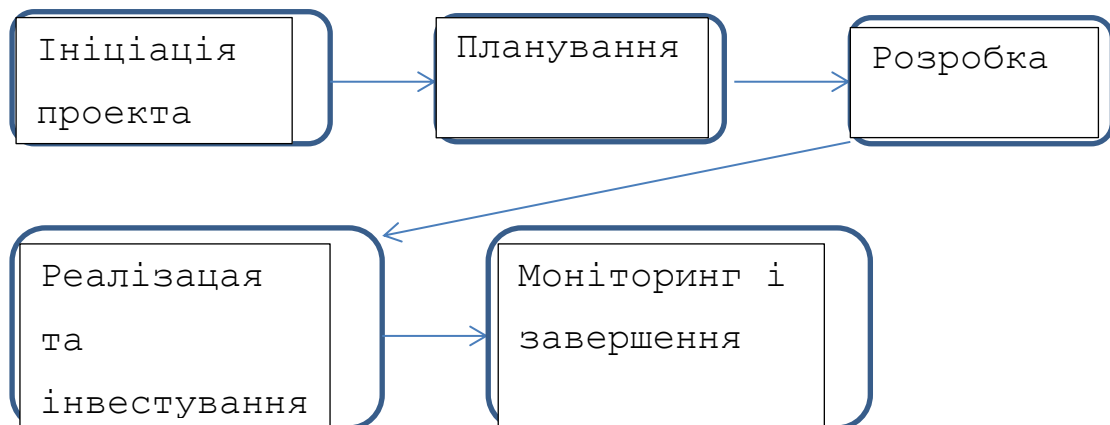 Ініціація
проекта
Планування
Розробка
Реалізацая
та
інвестування
Моніторинг і
завершення